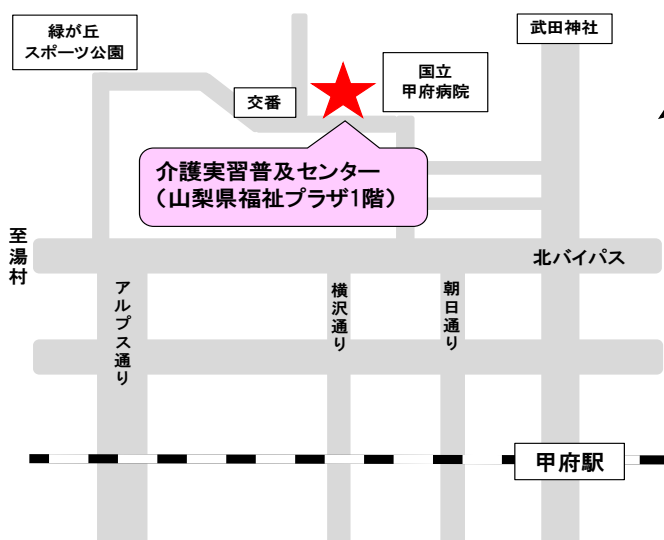 緑が丘
スポーツ公園
武田神社
国立
甲府病院
交番
介護実習普及センター
（山梨県福祉プラザ1階）
至湯村
北バイパス
アルプス通り
横沢通り
朝日通り
甲府駅